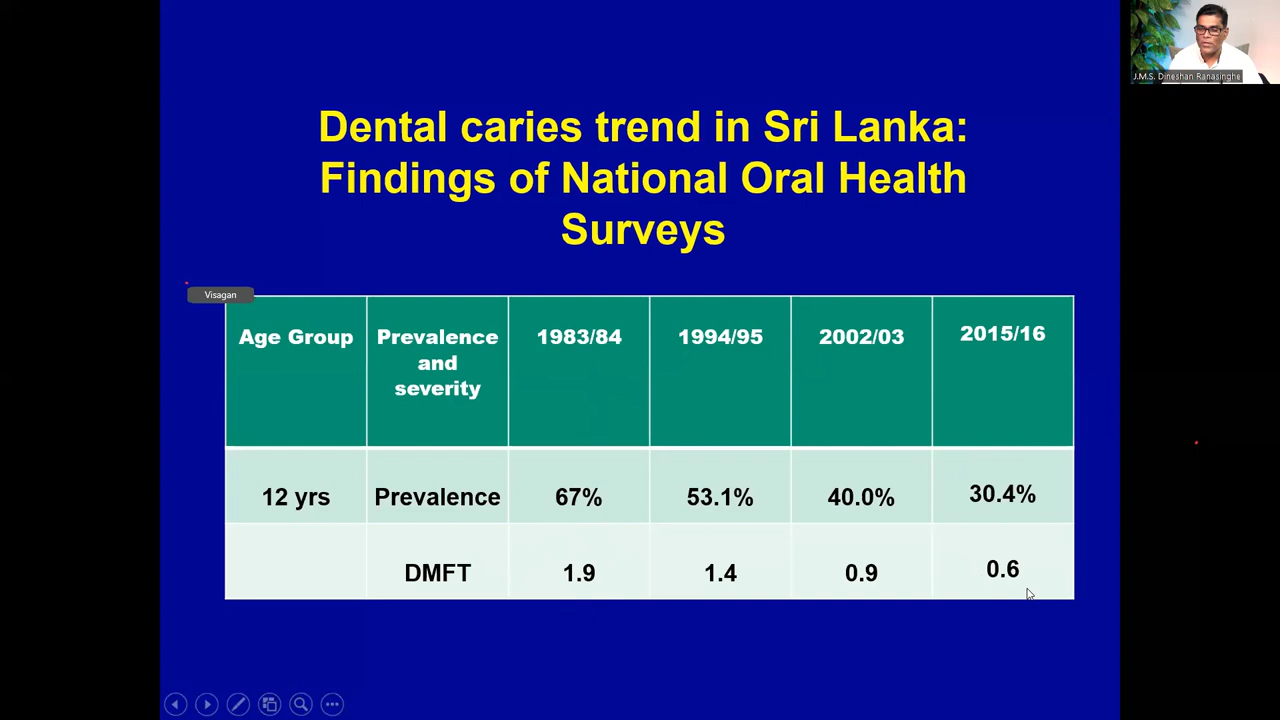 J.M.S. Dineshan Ranasinghe
Dental caries trend in Sri Lanka:
Findings of National Oral Health
Surveys
Visagan
Age Group
Prevalence
and
severity
1983/84
1994/95
2002/03
2015/16
12 yrs
Prevalence
67%
53.1%
40.0%
30.4%
DMFT
1.9
1.4
0.9
0.6